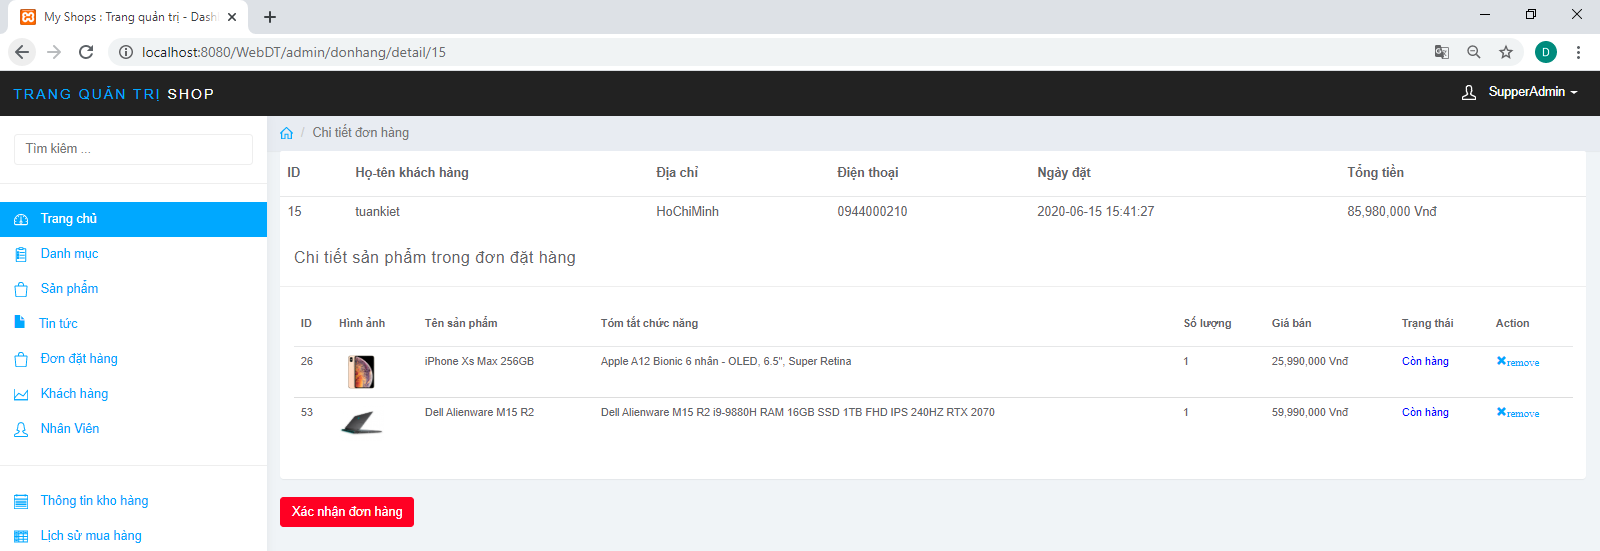 My Shops : Trang quản trị - Dash
localhost:8080/WebDT/admin/donhang/detail/15
D
TRANG QUẢN TRỊ SHOP
SupperAdmin
Tìm kiêm ...
Chi tiết đơn hàng
ID Họ-tên khách hàng Địa chỉ Điện thoại Ngày đặt Tổng tiền
15 tuankiet HoChiMinh 0944000210 2020-06-15 15:41:27 85,980,000 Vnđ
Trang chủ
Danh mục
Sản phẩm
Tin tức
Đơn đặt hàng
Khách hàng
Nhân Viên
Thông tin kho hàng
Lịch sử mua hàng
Chi tiết sản phẩm trong đơn đặt hàng
ID Hình ảnh Tên sản phẩm Tóm tắt chức năng Số lượng Giá bán Trạng thái Action
26 iPhone Xs Max 256GB Apple A12 Bionic 6 nhân - OLED, 6.5", Super Retina 1 25,990,000 Vnđ Còn hàng remove
53 Dell Alienware M15 R2 Dell Alienware M15 R2 i9-9880H RAM 16GB SSD 1TB FHD IPS 240HZ RTX 2070 1 59,990,000 Vnđ Còn hàng remove
Xác nhận đơn hàng